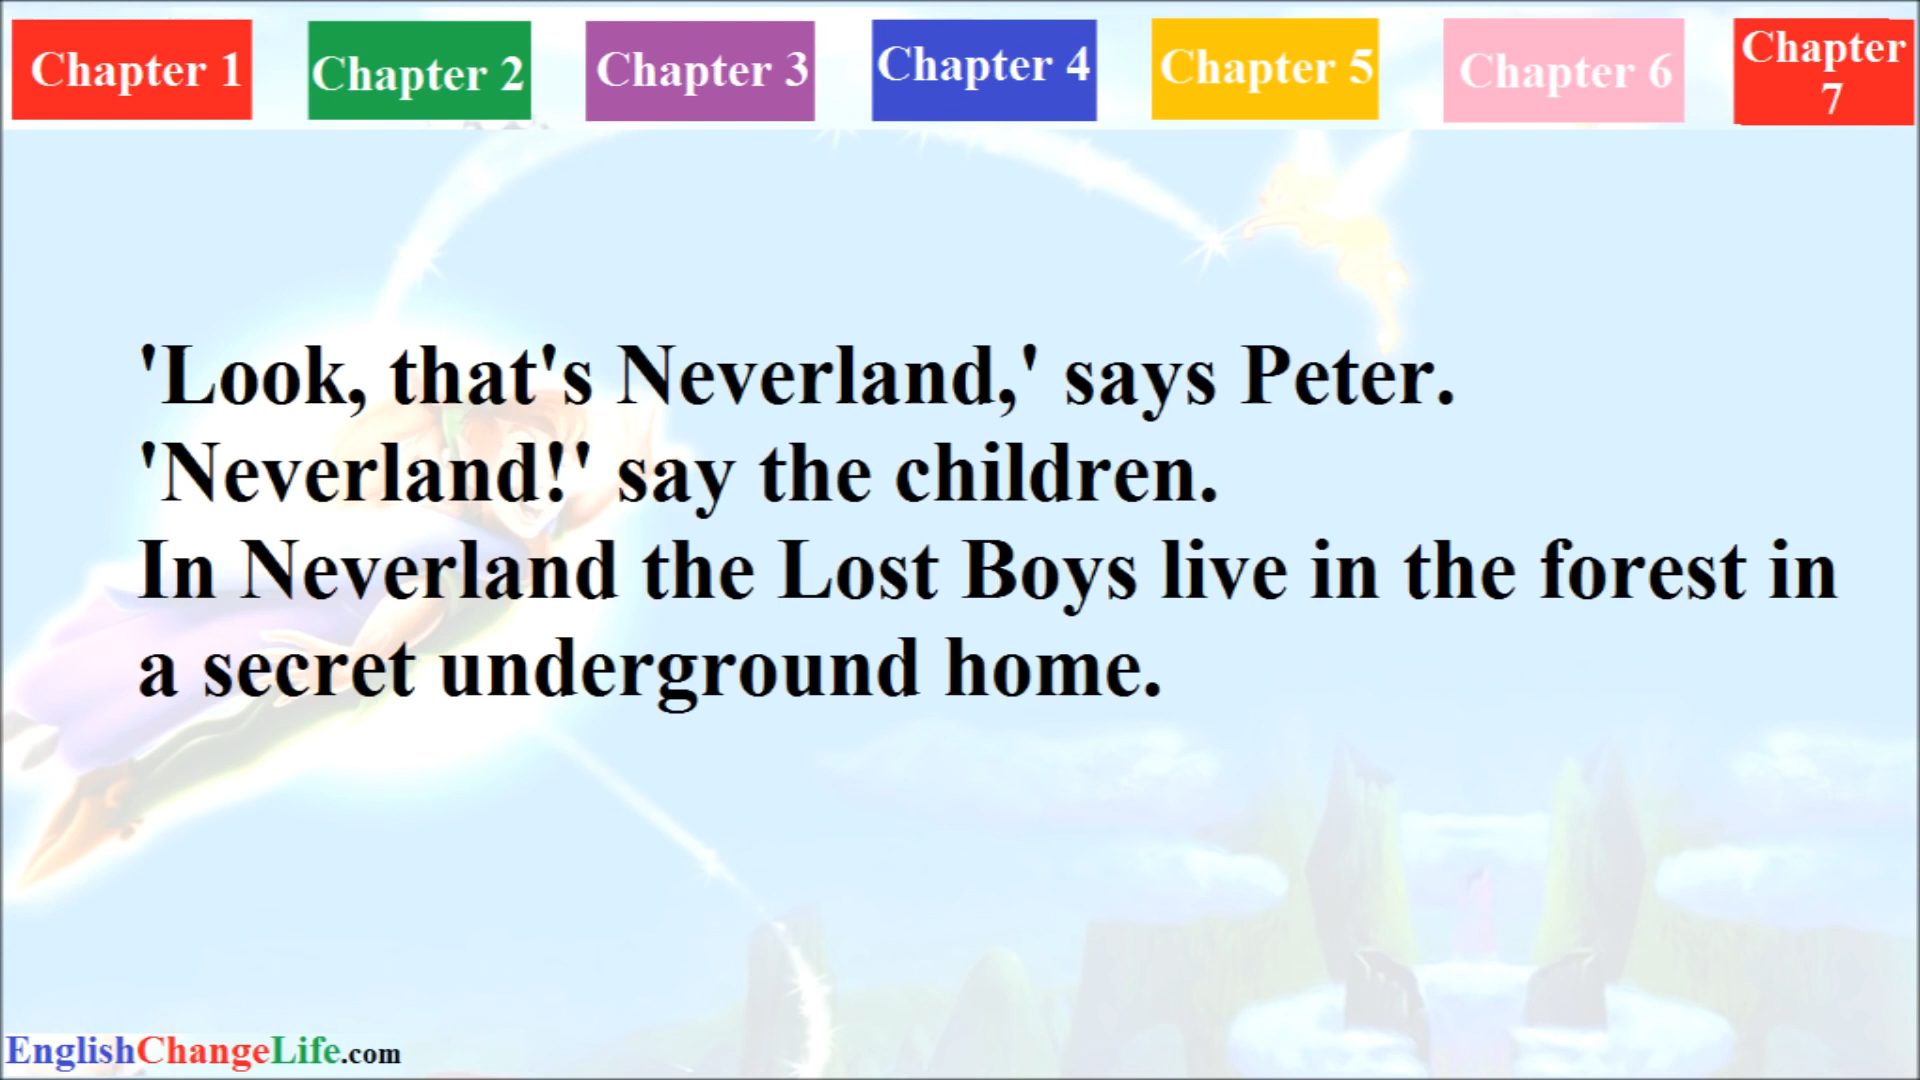 Chapter 1
Chapter 2
Chapter 3
Chapter 4
Chapter 5
Chapter 6
Chapter
7
'Look, that's Neverland,' says Peter.
'Neverland!' say the children.
In Neverland the Lost Boys live in the forest in
a secret underground home.
EnglishChangeLife.com